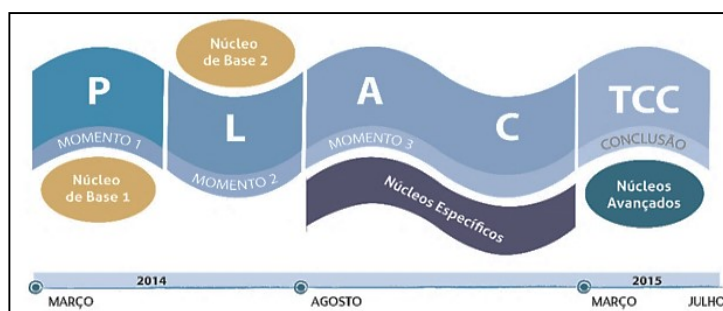 Núcleo
de Base 2
P
L
A
C
TCC
MOMENTO 1
MOMENTO 2
MOMENTO 3
CONCLUSÃO
Núcleo
de Base 1
Núcleos Específicos
Núcleos
Avançados
2014
2015
MARÇO
AGOSTO
MARÇO
JULHO